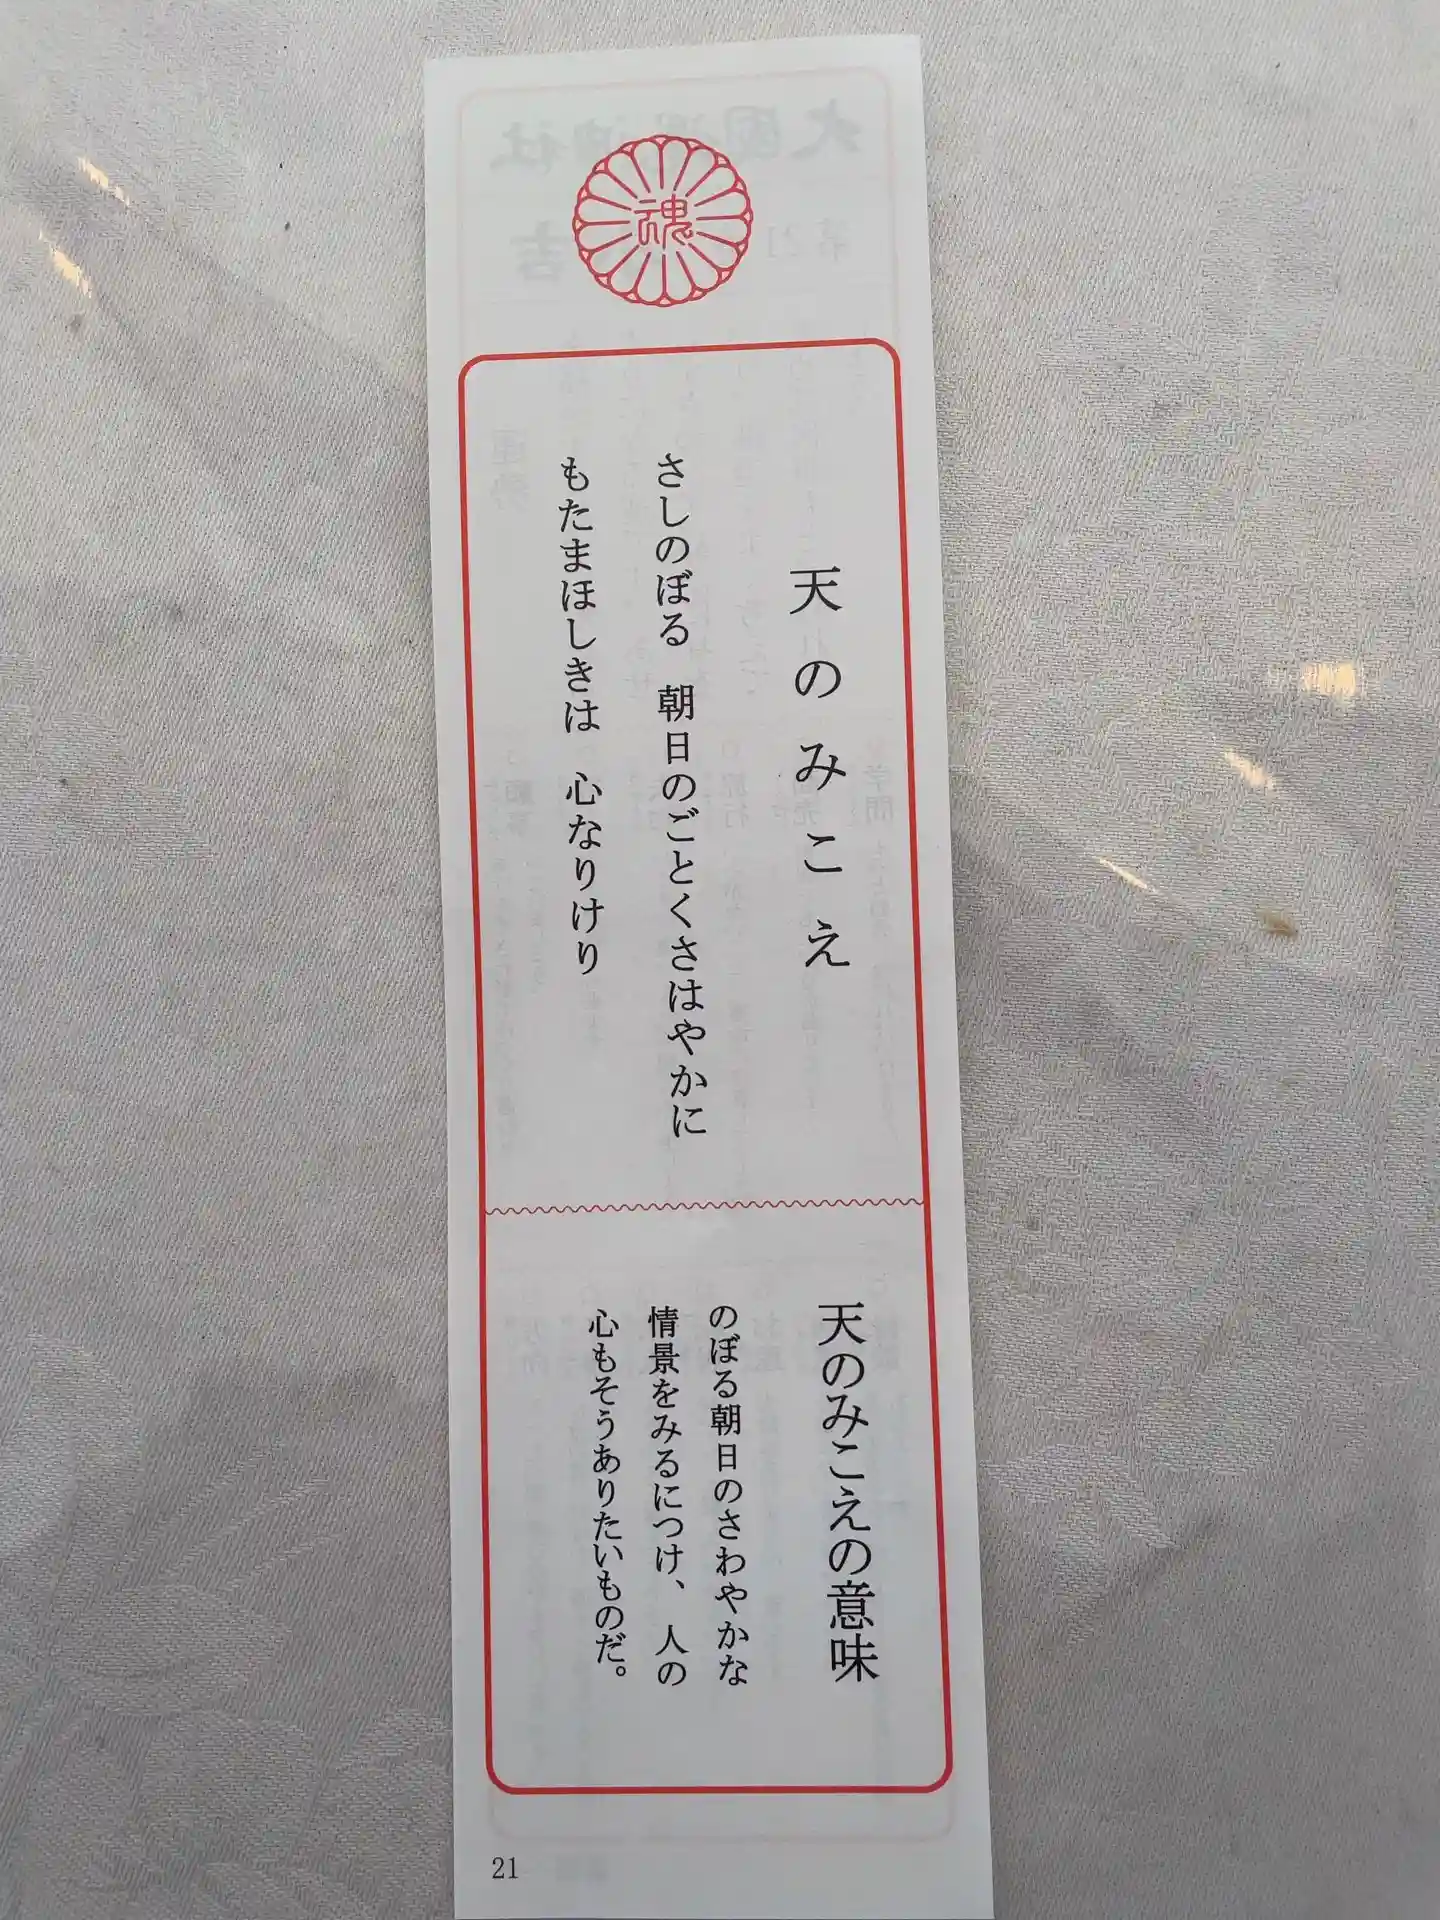 魂
天のみこえ
さしのぼる　朝日のごとくさはやかに
もたまほしきは　心なりけり
天のみこえの意味
のぼる朝日のさわやかな
情景をみるにつけ、人の
心もそうありたいものだ。
21